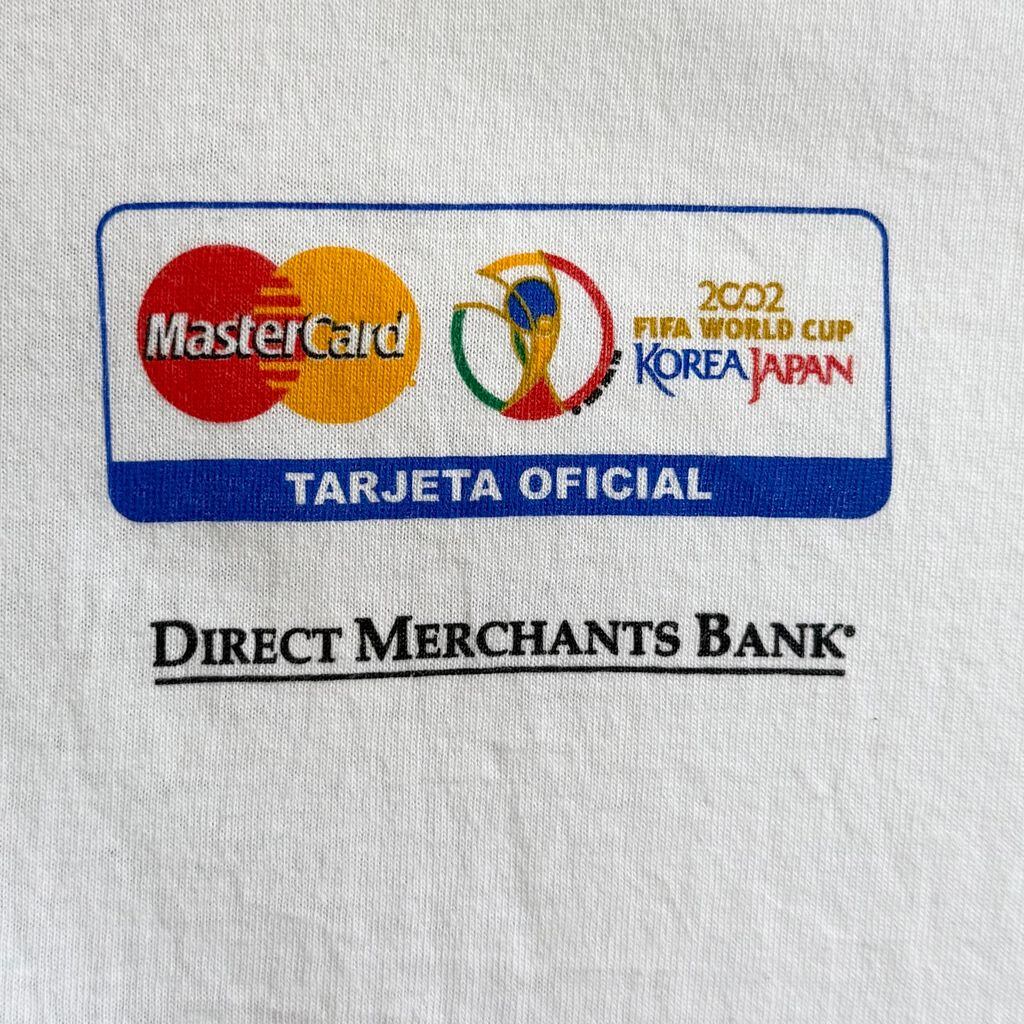 MasterCard
2002
FIFA WORLD CUP
KOREA JAPAN
TARJETA OFICIAL
DIRECT MERCHANTS BANK